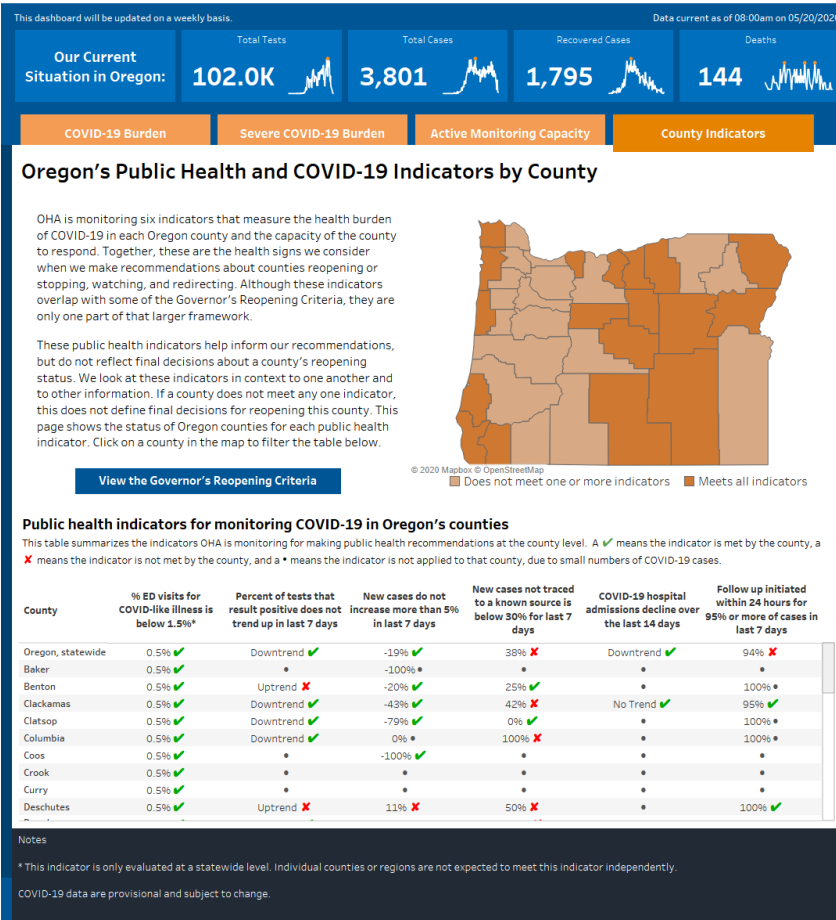 This dashboard will be updated on a weekly basis.
Data current as of 08:00am on 05/20/2020
Our Current
Situation in Oregon:
Total Tests
102.0K
Total Cases
3,801
Recovered Cases
1,795
Deaths
144
COVID-19 Burden
Severe COVID-19 Burden
Active Monitoring Capacity
County Indicators
Oregon's Public Health and COVID-19 Indicators by County
OHA is monitoring six indicators that measure the health burden
of COVID-19 in each Oregon county and the capacity of the county
to respond. Together, these are the health signs we consider
when we make recommendations about counties reopening or
stopping, watching, and redirecting. Although these indicators
overlap with some of the Governor's Reopening Criteria, they are
only one part of that larger framework.
These public health indicators help inform our recommendations,
but do not reflect final decisions about a county's reopening
status. We look at these indicators in context to one another and
to other information. If a county does not meet any one indicator,
this does not define final decisions for reopening this county. This
page shows the status of Oregon counties for each public health
indicator. Click on a county in the map to filter the table below.
View the Governor's Reopening Criteria
© 2020 Mapbox © OpenStreetMap
Does not meet one or more indicators
Meets all indicators
Public health indicators for monitoring COVID-19 in Oregon's counties
This table summarizes the indicators OHA is monitoring for making public health recommendations at the county level. A ✔ means the indicator is met by the county, a
✘ means the indicator is not met by the county, and a • means the indicator is not applied to that county, due to small numbers of COVID-19 cases.
County
% ED visits for
COVID-like illness is
below 1.5%*
Percent of tests that
result positive does not
trend up in last 7 days
New cases do not
increase more than 5%
in last 7 days
New cases not traced
to a known source is
below 30% for last 7
days
COVID-19 hospital
admissions decline over
the last 14 days
Follow up initiated
within 24 hours for
95% or more of cases in
last 7 days
Oregon, statewide 0.5% ✔ Downtrend ✔ -19% ✔ 38% ✘ Downtrend ✔ 94% ✘
Baker 0.5% ✔ • -100% • • • •
Benton 0.5% ✔ Uptrend ✘ -20% ✔ 25% ✔ • 100% •
Clackamas 0.5% ✔ Downtrend ✔ -43% ✔ 42% ✘ No Trend ✔ 95% ✔
Clatsop 0.5% ✔ Downtrend ✔ -79% ✔ 0% ✔ • 100% •
Columbia 0.5% ✔ Downtrend ✔ 0% • 100% ✘ • 100% •
Coos 0.5% ✔ • -100% ✔ • • •
Crook 0.5% ✔ • • • • •
Curry 0.5% ✔ • • • • •
Deschutes 0.5% ✔ Uptrend ✘ 11% ✘ 50% ✘ • 100% ✔
Notes
* This indicator is only evaluated at a statewide level. Individual counties or regions are not expected to meet this indicator independently.
COVID-19 data are provisional and subject to change.